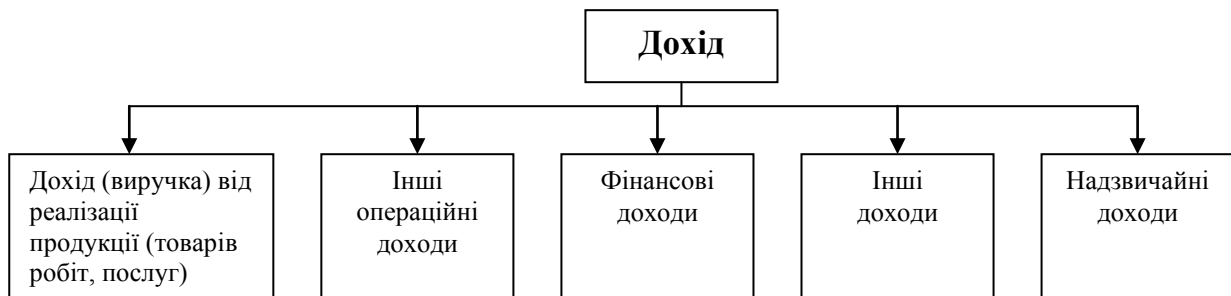 Дохід
Дохід (виручка) від
реалізації
продукції (товарів
робіт, послуг)
Інші
операційні
доходи
Фінансові
доходи
Інші
доходи
Надзвичайні
доходи